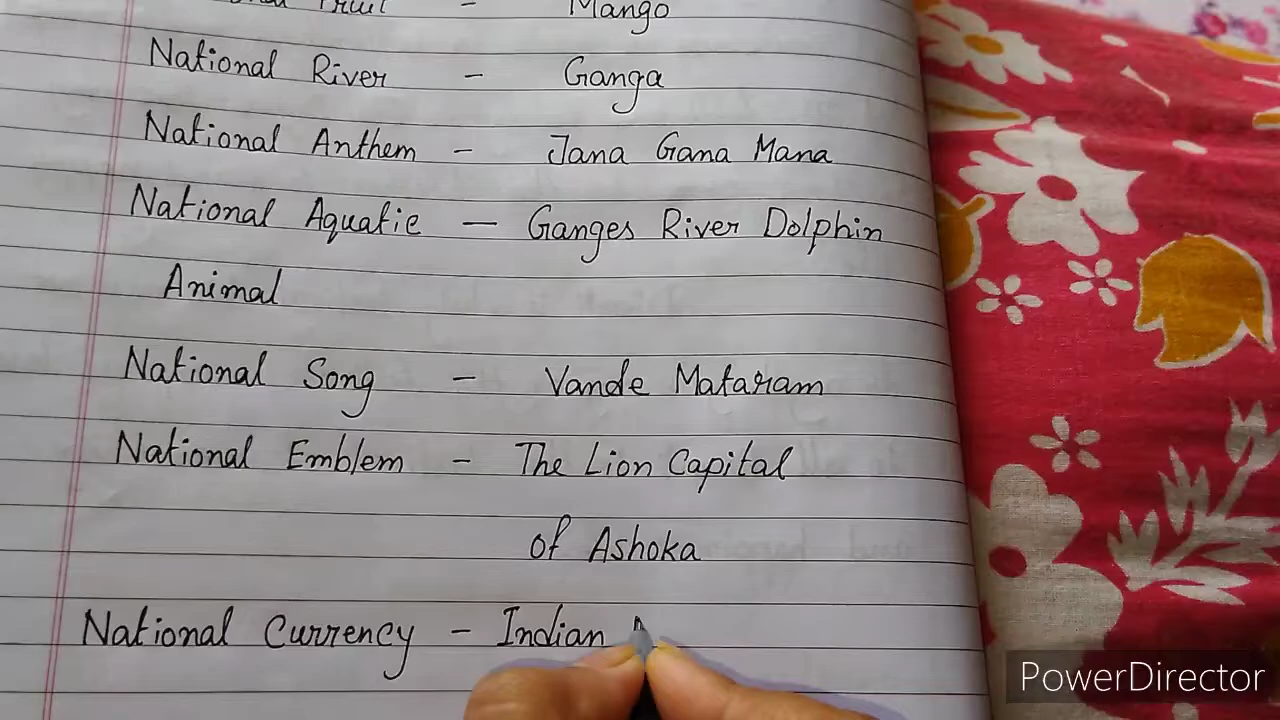 Fruit - Mango
National River - Ganga
National Anthem - Jana Gana Mana
National Aquatic — Ganges River Dolphin
Animal
National Song - Vande Mataram
National Emblem - The Lion Capital
of Ashoka
National Currency - Indian
PowerDirector